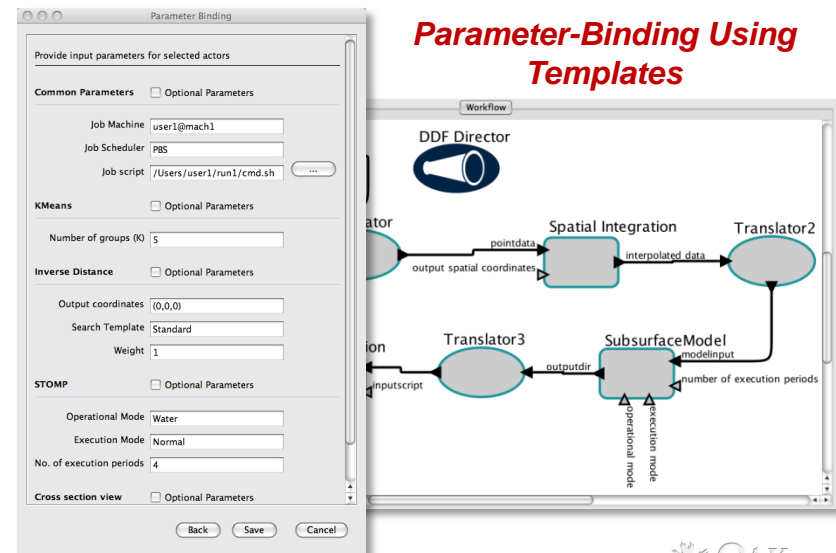 Parameter Binding
Provide input parameters for selected actors
Common Parameters Optional Parameters
Job Machine user1@mach1
Job Scheduler PBS
Job script /Users/user1/run1/cmd.sh ...
KMeans Optional Parameters
Number of groups (K) 5
Inverse Distance Optional Parameters
Output coordinates (0,0,0)
Search Template Standard
Weight 1
STOMP Optional Parameters
Operational Mode Water
Execution Mode Normal
No. of execution periods 4
Cross section view Optional Parameters
Back Save Cancel
Parameter-Binding Using
Templates
Workflow
DDF Director
ator
Spatial Integration
Translator2
pointdata
output spatial coordinates
interpolated data
ion
Translator3
SubsurfaceModel
modelinput
outputdir
inputscript
number of execution periods
operational mode
execution mode